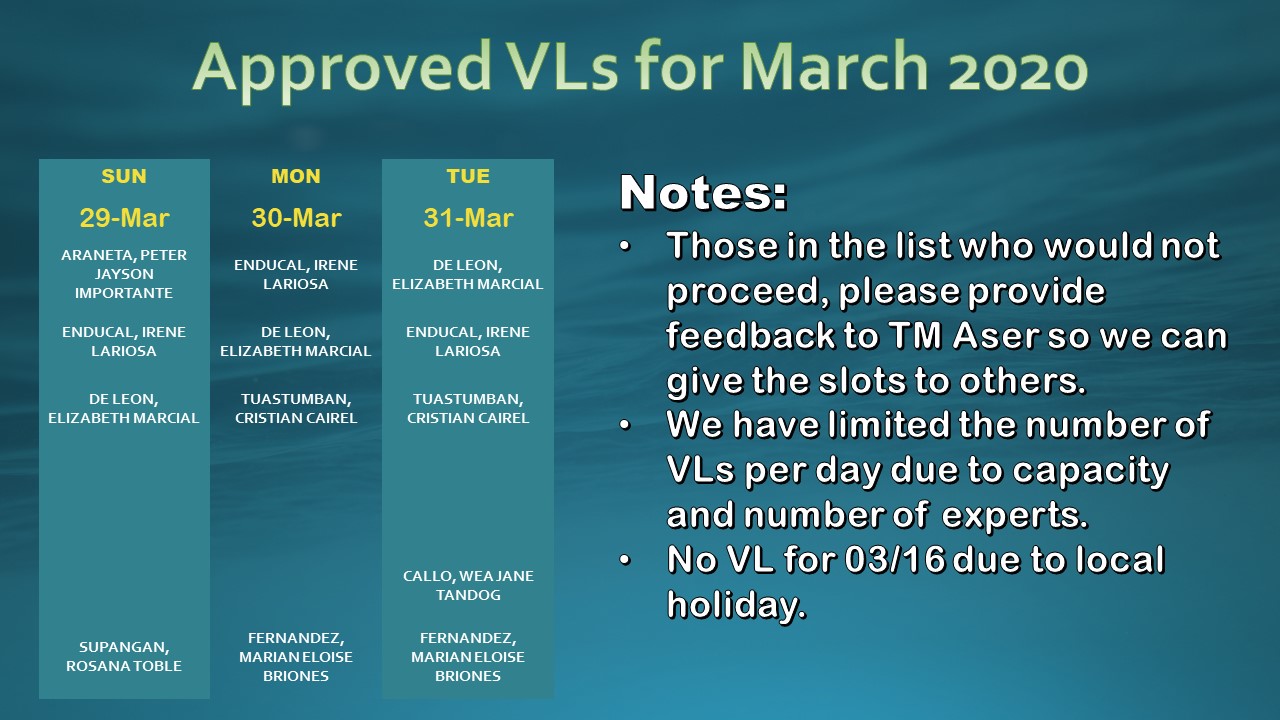 Approved VLs for March 2020
SUN
29-Mar
ARANETA, PETER
JAYSON
IMPORTANTE
ENDUCAL, IRENE
LARIOSA
DE LEON,
ELIZABETH MARCIAL
SUPANGAN,
ROSANA TOBLE
MON
30-Mar
ENDUCAL, IRENE
LARIOSA
DE LEON,
ELIZABETH MARCIAL
TUASTUMBAN,
CRISTIAN CAIREL
FERNANDEZ,
MARIAN ELOISE
BRIONES
TUE
31-Mar
DE LEON,
ELIZABETH MARCIAL
ENDUCAL, IRENE
LARIOSA
TUASTUMBAN,
CRISTIAN CAIREL
CALLO, WEA JANE
TANDOG
FERNANDEZ,
MARIAN ELOISE
BRIONES
Notes:
• Those in the list who would not
proceed, please provide
feedback to TM Aser so we can
give the slots to others.
• We have limited the number of
VLs per day due to capacity
and number of experts.
• No VL for 03/16 due to local
holiday.